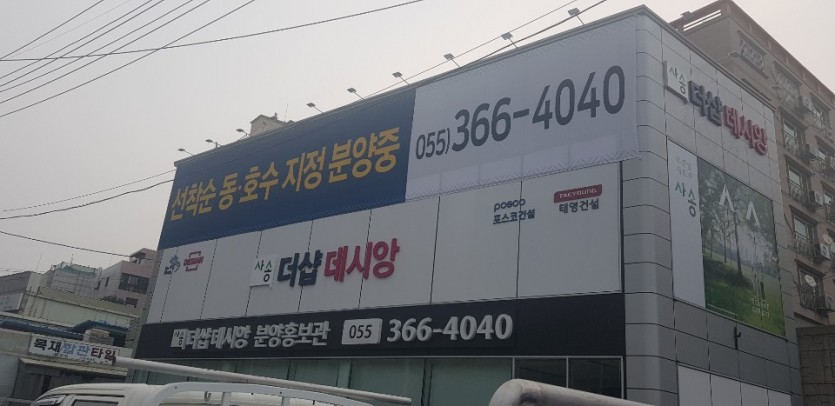 선착순 동·호수 지정 분양중
055) 366-4040
사송 더샵 데시앙
posco
포스코건설
TAEYOUNG
태영건설
사송 더샵 데시앙
더샵 데시앙 분양홍보관 055 366-4040
사송
목재합판타워